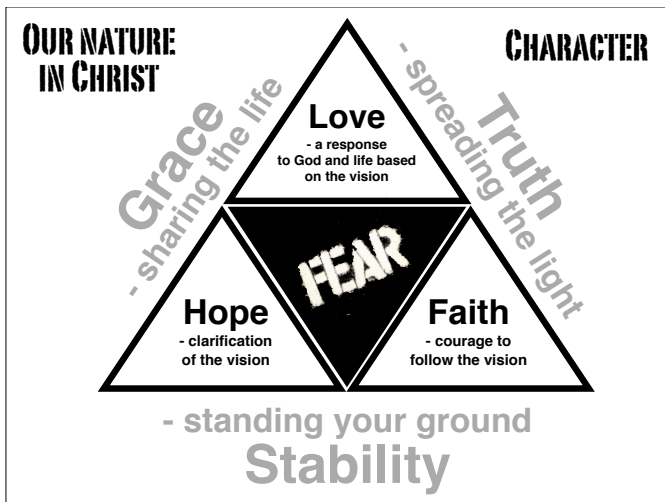 OUR NATURE
IN CHRIST
CHARACTER
Grace
- sharing the life
Truth
- spreading the light
Love
- a response
to God and life based
on the vision
FEAR
Hope
- clarification
of the vision
Faith
- courage to
follow the vision
- standing your ground
Stability